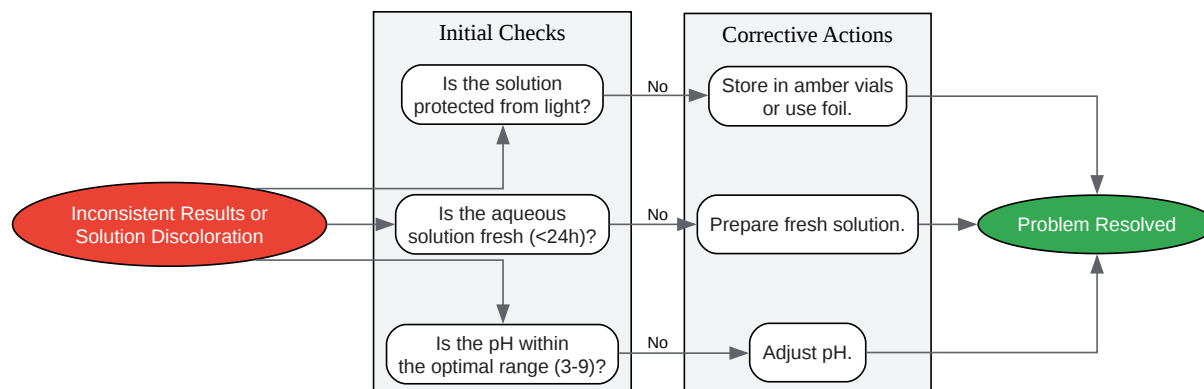 Initial Checks
Corrective Actions
Is the solution
protected from light?
No
Store in amber vials
or use foil.
Inconsistent Results or
Solution Discoloration
Is the aqueous
solution fresh (<24h)?
No
Prepare fresh solution.
Problem Resolved
Is the pH within
the optimal range (3-9)?
No
Adjust pH.